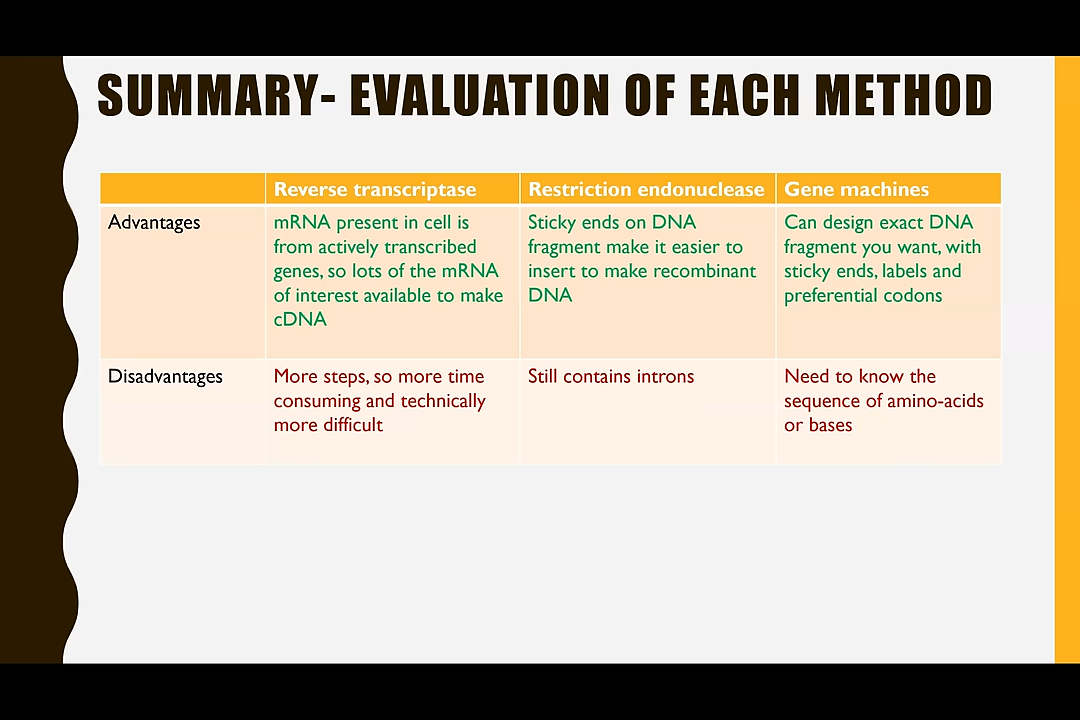 SUMMARY- EVALUATION OF EACH METHOD
Reverse transcriptase
Restriction endonuclease
Gene machines
Advantages
mRNA present in cell is
from actively transcribed
genes, so lots of the mRNA
of interest available to make
cDNA
Sticky ends on DNA
fragment make it easier to
insert to make recombinant
DNA
Can design exact DNA
fragment you want, with
sticky ends, labels and
preferential codons
Disadvantages
More steps, so more time
consuming and technically
more difficult
Still contains introns
Need to know the
sequence of amino-acids
or bases